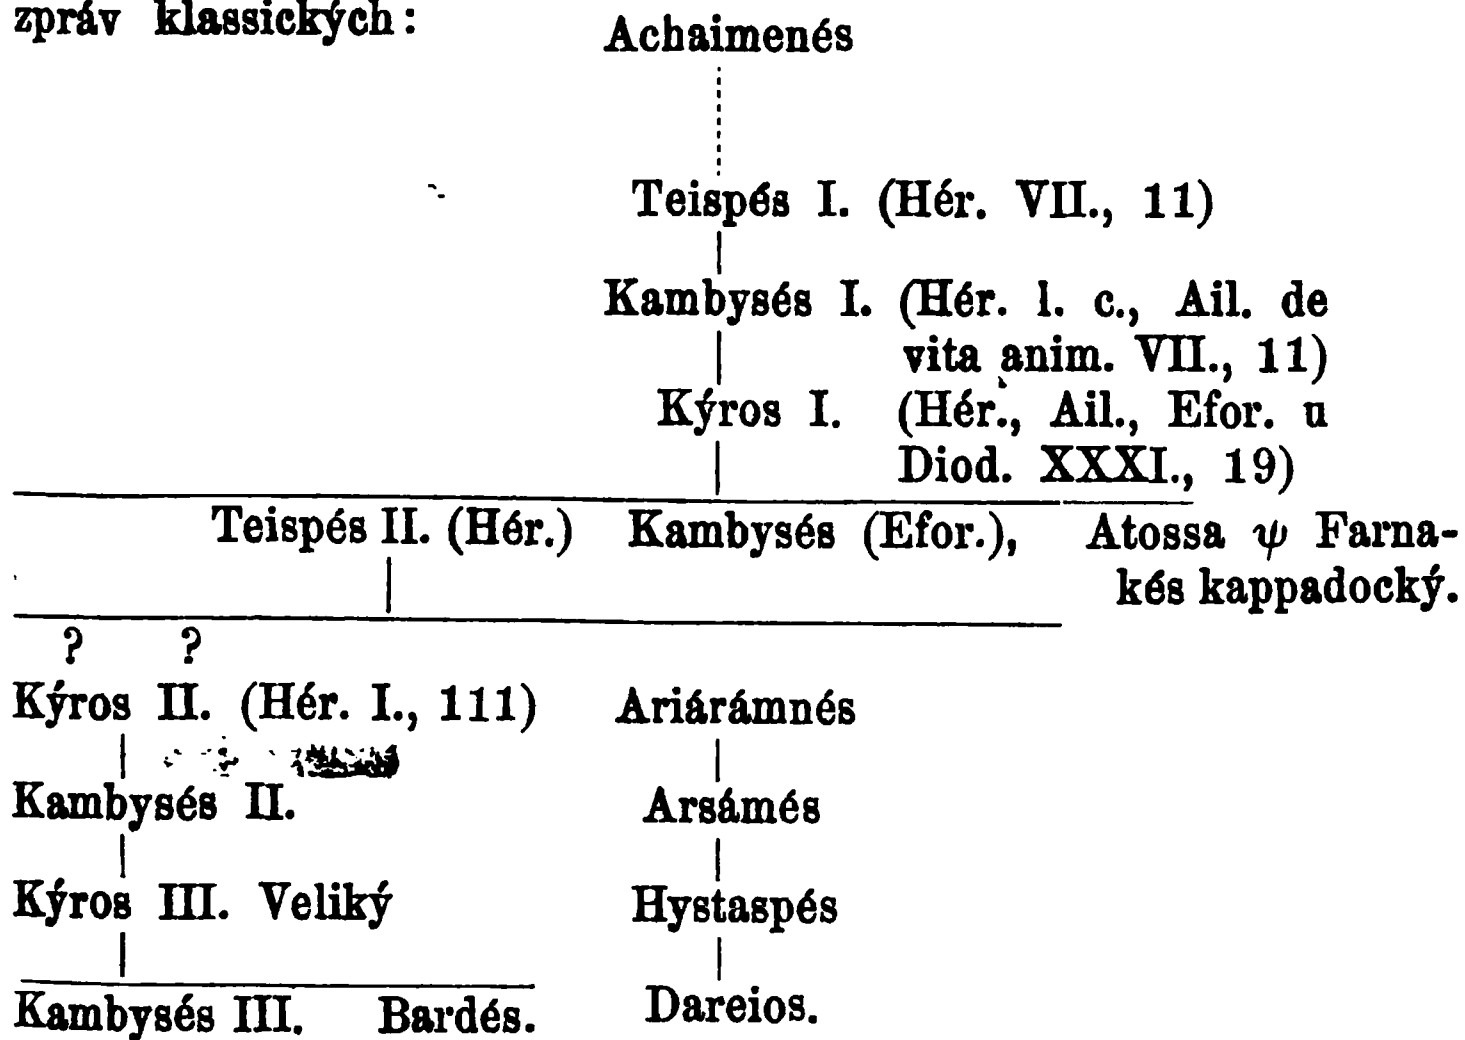 zpráv klassických:
Achaimenés
Teispés I. (Hér. VII., 11)
Kambysés I. (Hér. l. c., Ail. de
vita anim. VII., 11)
Kýros I. (Hér., Ail., Efor. u
Diod. XXXI., 19)
Teispés II. (Hér.) Kambysés (Efor.), Atossa ψ Farna-
kés kappadocký.
? ?
Kýros II. (Hér. I., 111) Ariárámnés
Kambysés II. Arsámés
Kýros III. Veliký Hystaspés
Kambysés III. Bardés. Dareios.